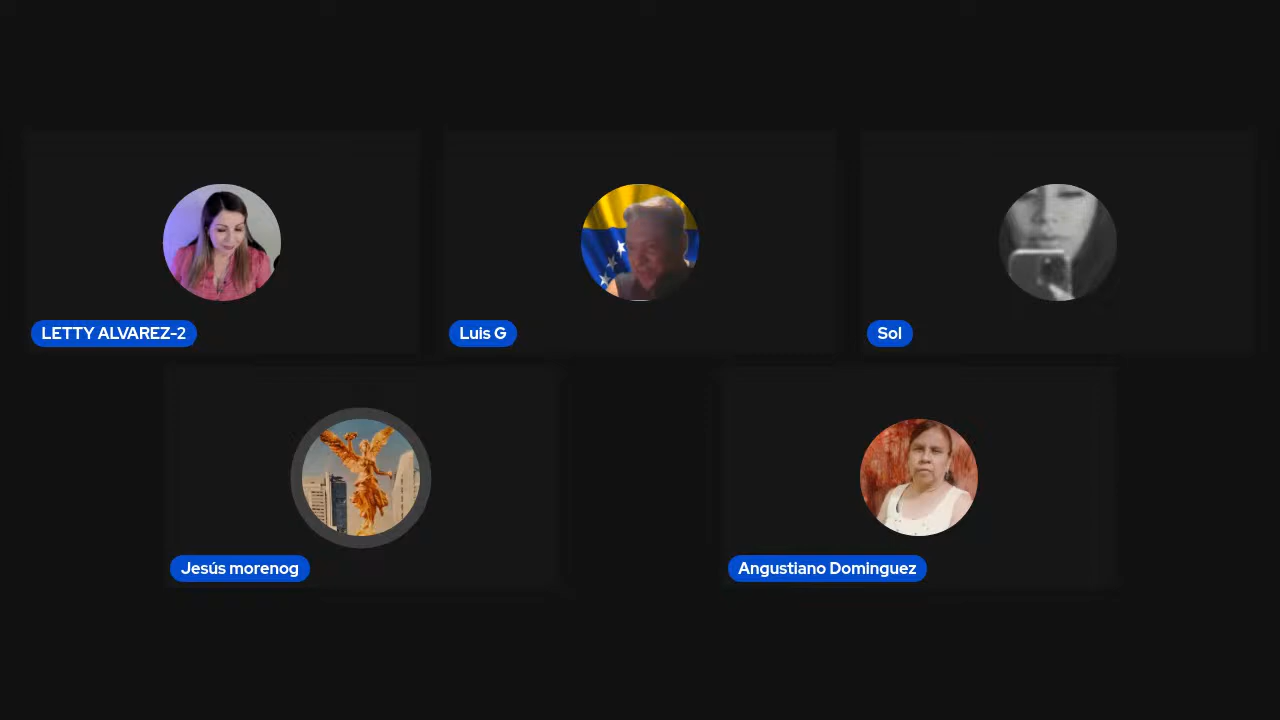 LETTY ALVAREZ-2
Luis G
Sol
Jesús morenog
Angustiano Dominguez